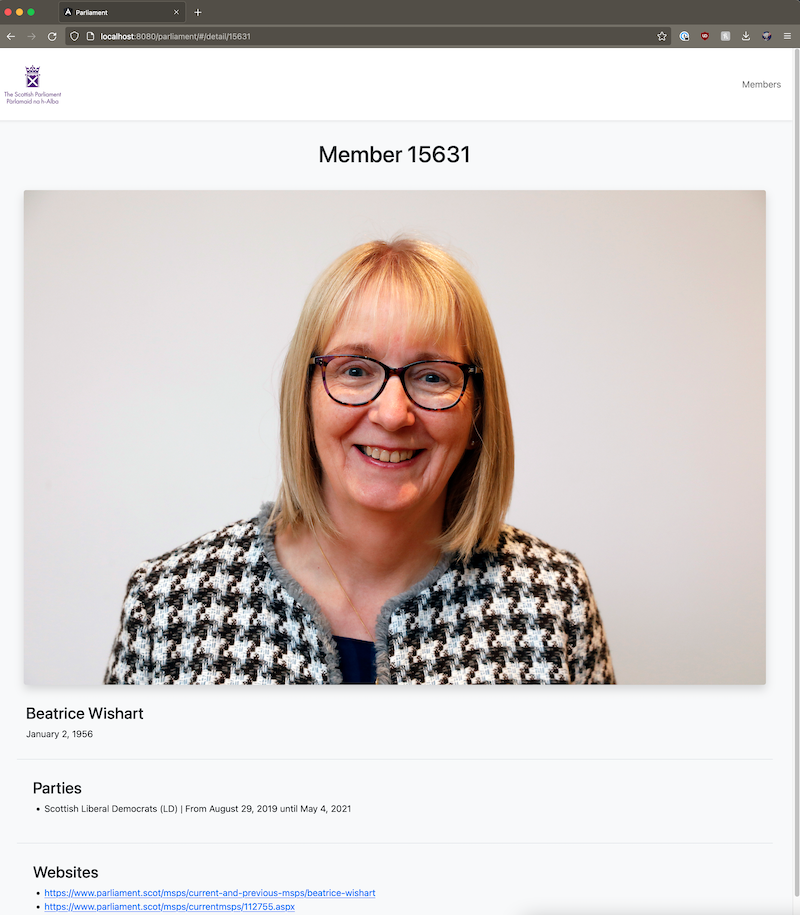 Parliament
localhost:8080/parliament/#/detail/15631
The Scottish Parliament
Pàrlamaid na h-Alba
Members
Member 15631
Beatrice Wishart
January 2, 1956
Parties
Scottish Liberal Democrats (LD) | From August 29, 2019 until May 4, 2021
Websites
https://www.parliament.scot/msps/current-and-previous-msps/beatrice-wishart
https://www.parliament.scot/msps/currentmsps/112755.aspx